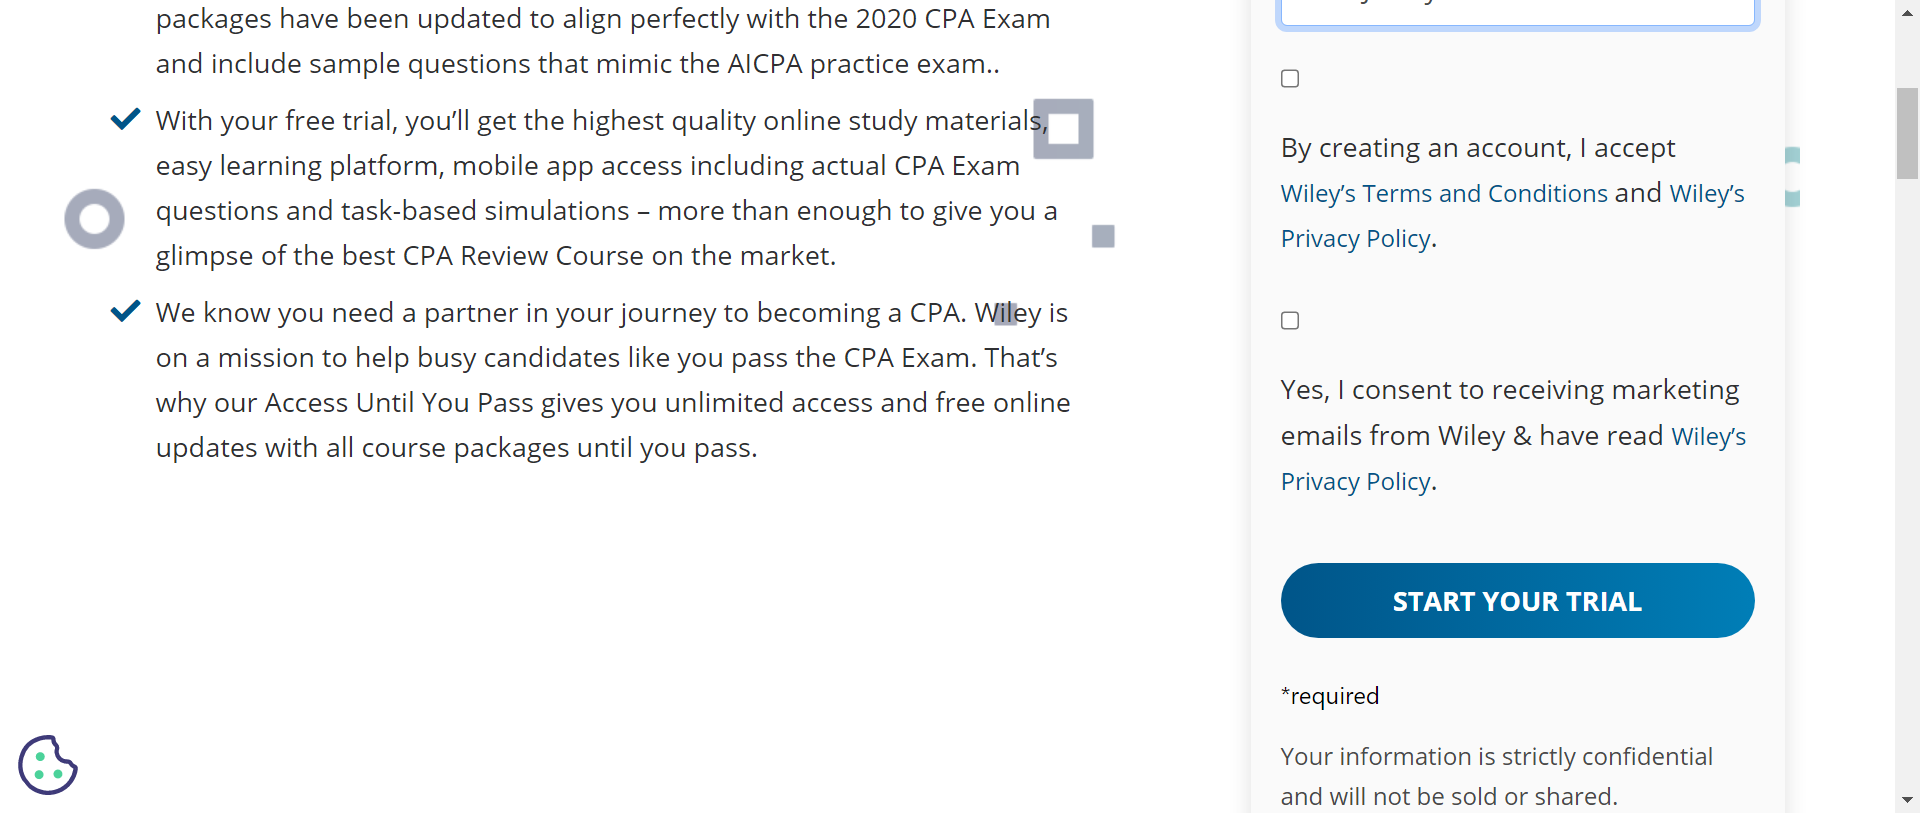 packages have been updated to align perfectly with the 2020 CPA Exam
and include sample questions that mimic the AICPA practice exam..
With your free trial, you’ll get the highest quality online study materials,
easy learning platform, mobile app access including actual CPA Exam
questions and task-based simulations – more than enough to give you a
glimpse of the best CPA Review Course on the market.
We know you need a partner in your journey to becoming a CPA. Wiley is
on a mission to help busy candidates like you pass the CPA Exam. That’s
why our Access Until You Pass gives you unlimited access and free online
updates with all course packages until you pass.
By creating an account, I accept
Wiley’s Terms and Conditions and Wiley’s
Privacy Policy.
Yes, I consent to receiving marketing
emails from Wiley & have read Wiley’s
Privacy Policy.
START YOUR TRIAL
*required
Your information is strictly confidential
and will not be sold or shared.